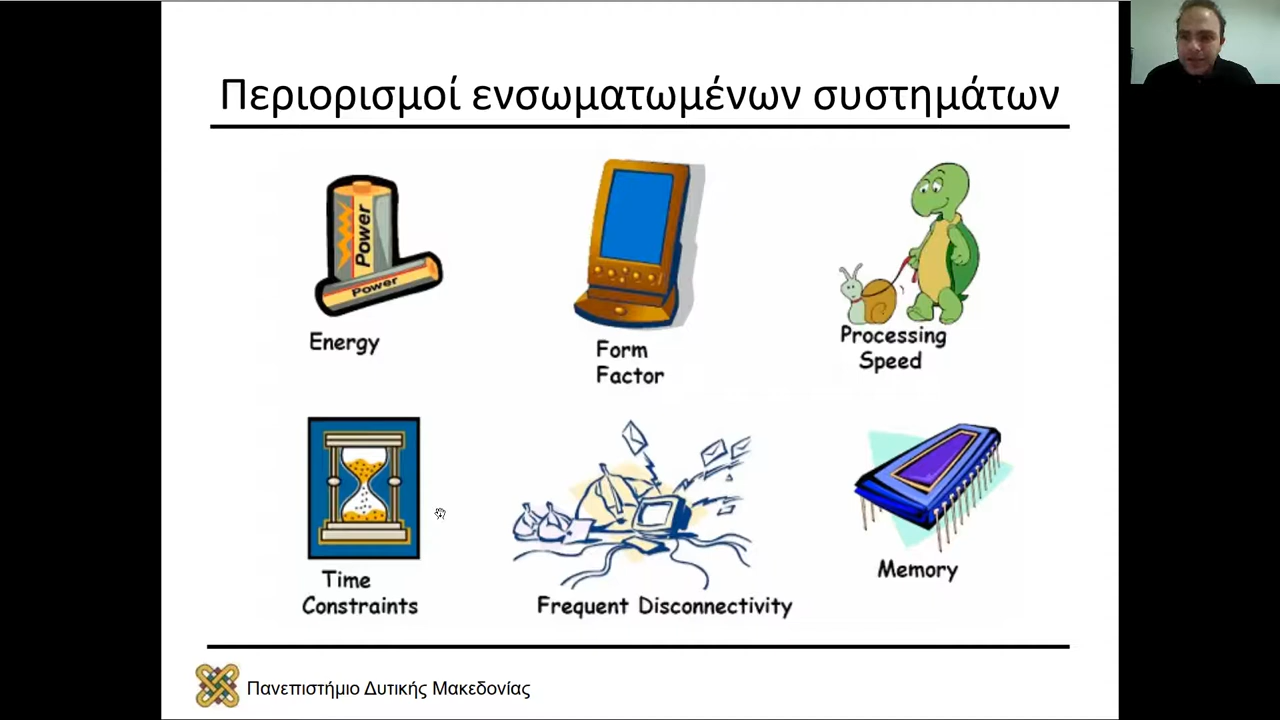 Περιορισμοί ενσωματωμένων συστημάτων
Power
Power
Energy
Form
Factor
Processing
Speed
Time
Constraints
Frequent Disconnectivity
Memory
Πανεπιστήμιο Δυτικής Μακεδονίας